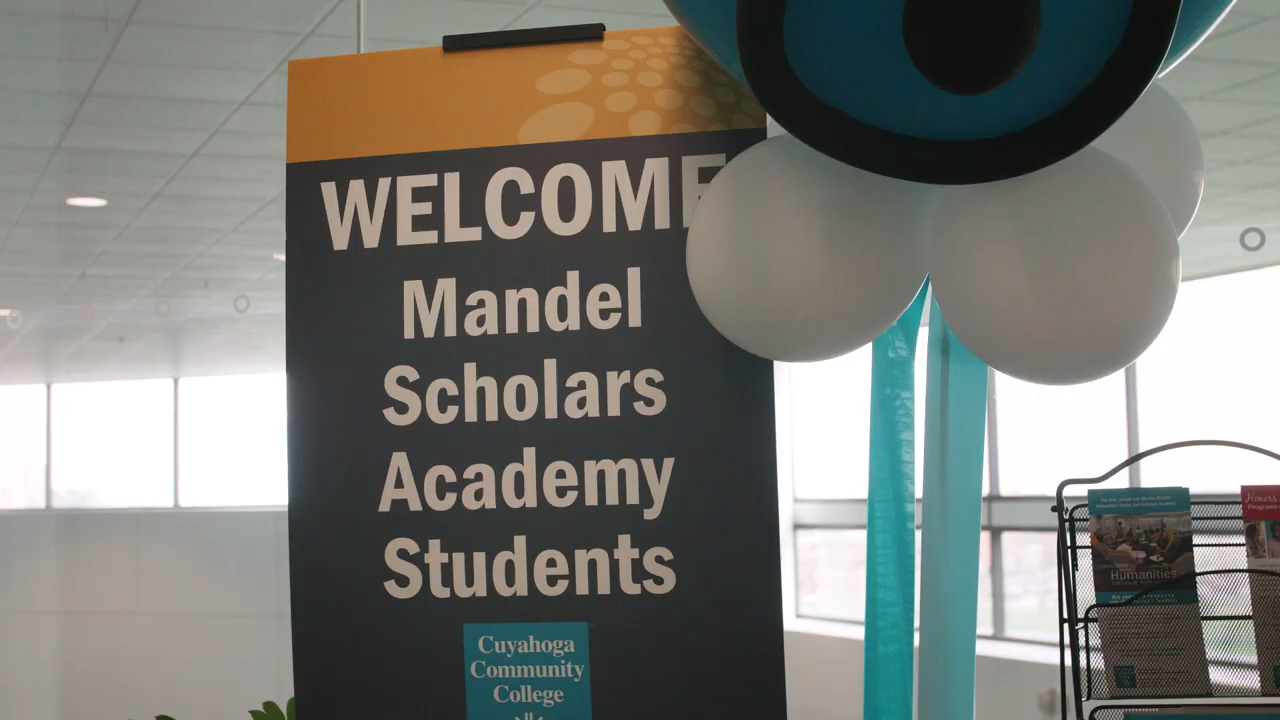 WELCOME
Mandel
Scholars
Academy
Students
Cuyahoga
Community
College
Humanities
Honors